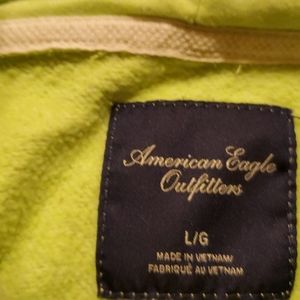 American Eagle
Outfitters
L/G
MADE IN VIETNAM/
FABRIQUÉ AU VIETNAM